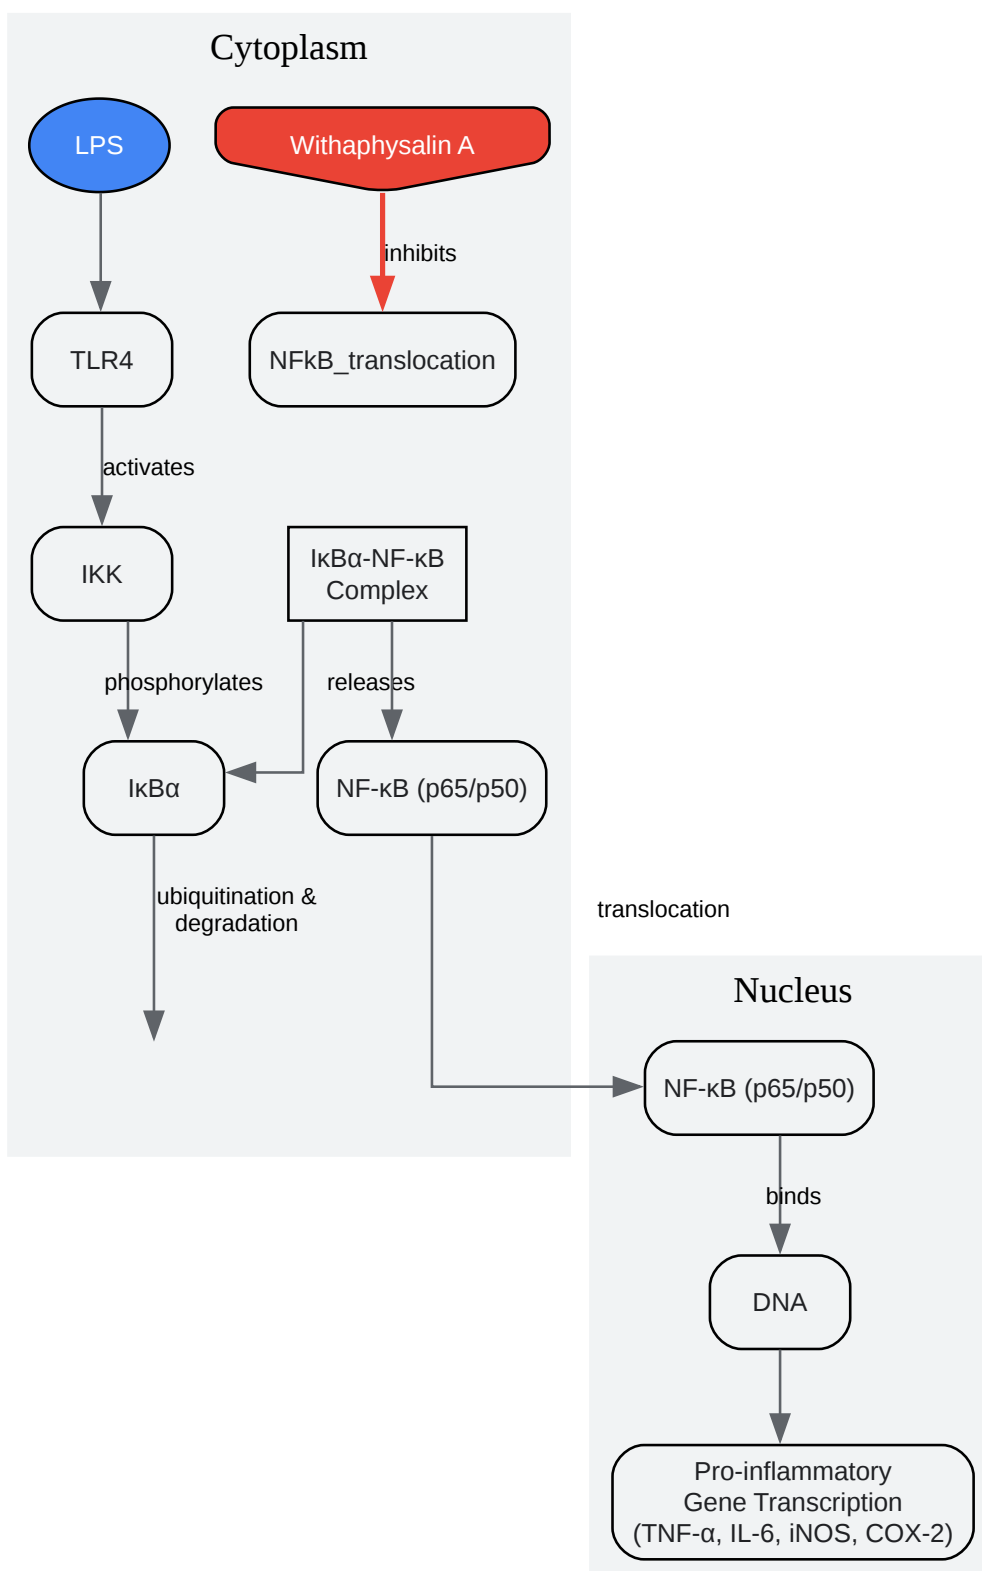 Cytoplasm
LPS
Withaphysalin A
inhibits
TLR4
NFkB_translocation
activates
IKK
IκBα-NF-κB
Complex
phosphorylates
releases
IκBα
NF-κB (p65/p50)
ubiquitination &
degradation
translocation
Nucleus
NF-κB (p65/p50)
binds
DNA
Pro-inflammatory
Gene Transcription
(TNF-α, IL-6, iNOS, COX-2)